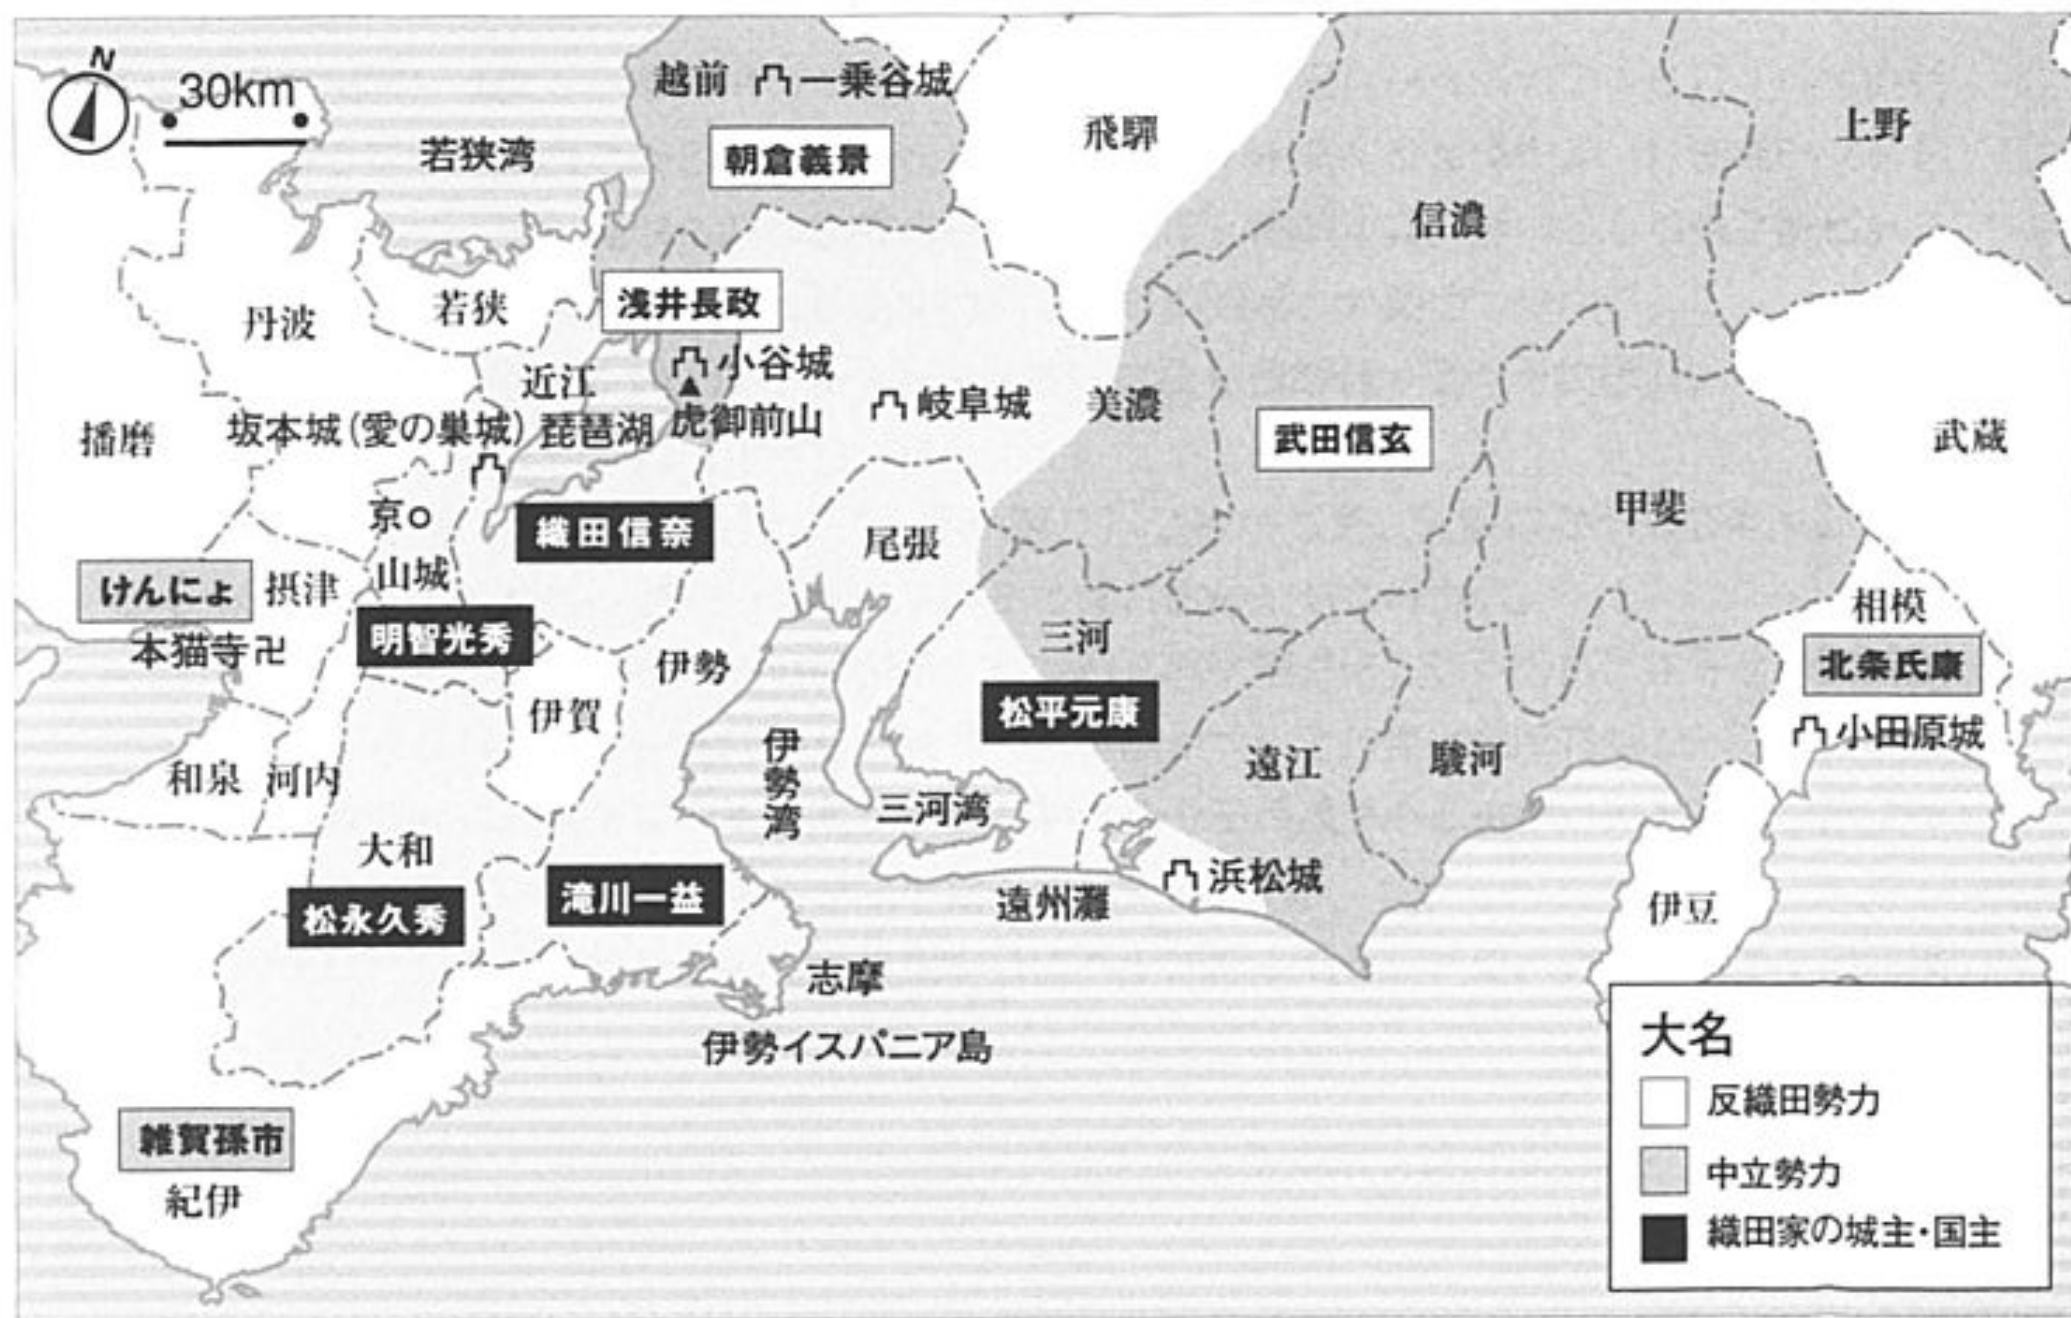 N
30km
若狭湾
越前
一乗谷城
朝倉義景
飛騨
上野
信濃
丹波
若狭
浅井長政
小谷城
近江
虎御前山
琵琶湖
坂本城(愛の巣城)
岐阜城
美濃
武田信玄
武蔵
播磨
京
織田信奈
尾張
甲斐
けんにょ
摂津
山城
明智光秀
本猫寺卍
伊賀
伊勢
三河
松平元康
相模
北条氏康
小田原城
和泉
河内
伊勢湾
三河湾
遠江
駿河
大和
松永久秀
滝川一益
浜松城
遠州灘
伊豆
志摩
伊勢イスパニア島
雑賀孫市
紀伊
大名
反織田勢力
中立勢力
織田家の城主・国主